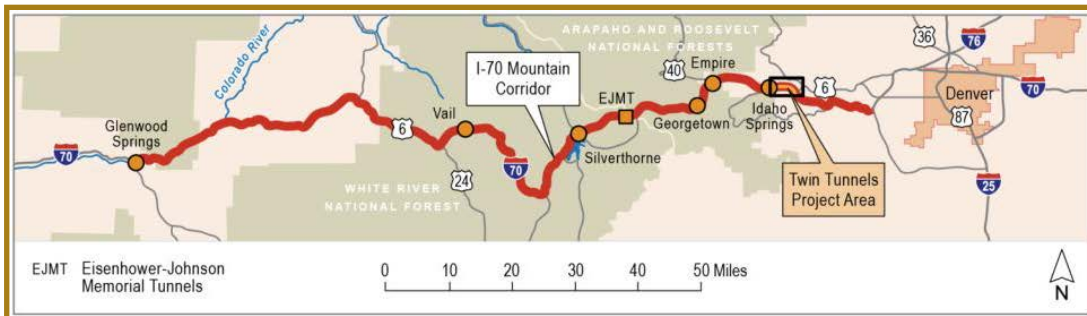 ARAPAHO AND ROOSEVELT
NATIONAL FORESTS
36
76
Colorado River
I-70 Mountain
Corridor
40
Empire
6
70
EJMT
Denver
Vail
Idaho
Springs
87
Glenwood
Springs
6
Georgetown
70
Silverthorne
70
24
WHITE RIVER
NATIONAL FOREST
Twin Tunnels
Project Area
25
EJMT Eisenhower-Johnson
Memorial Tunnels
0 10 20 30 40 50 Miles
N